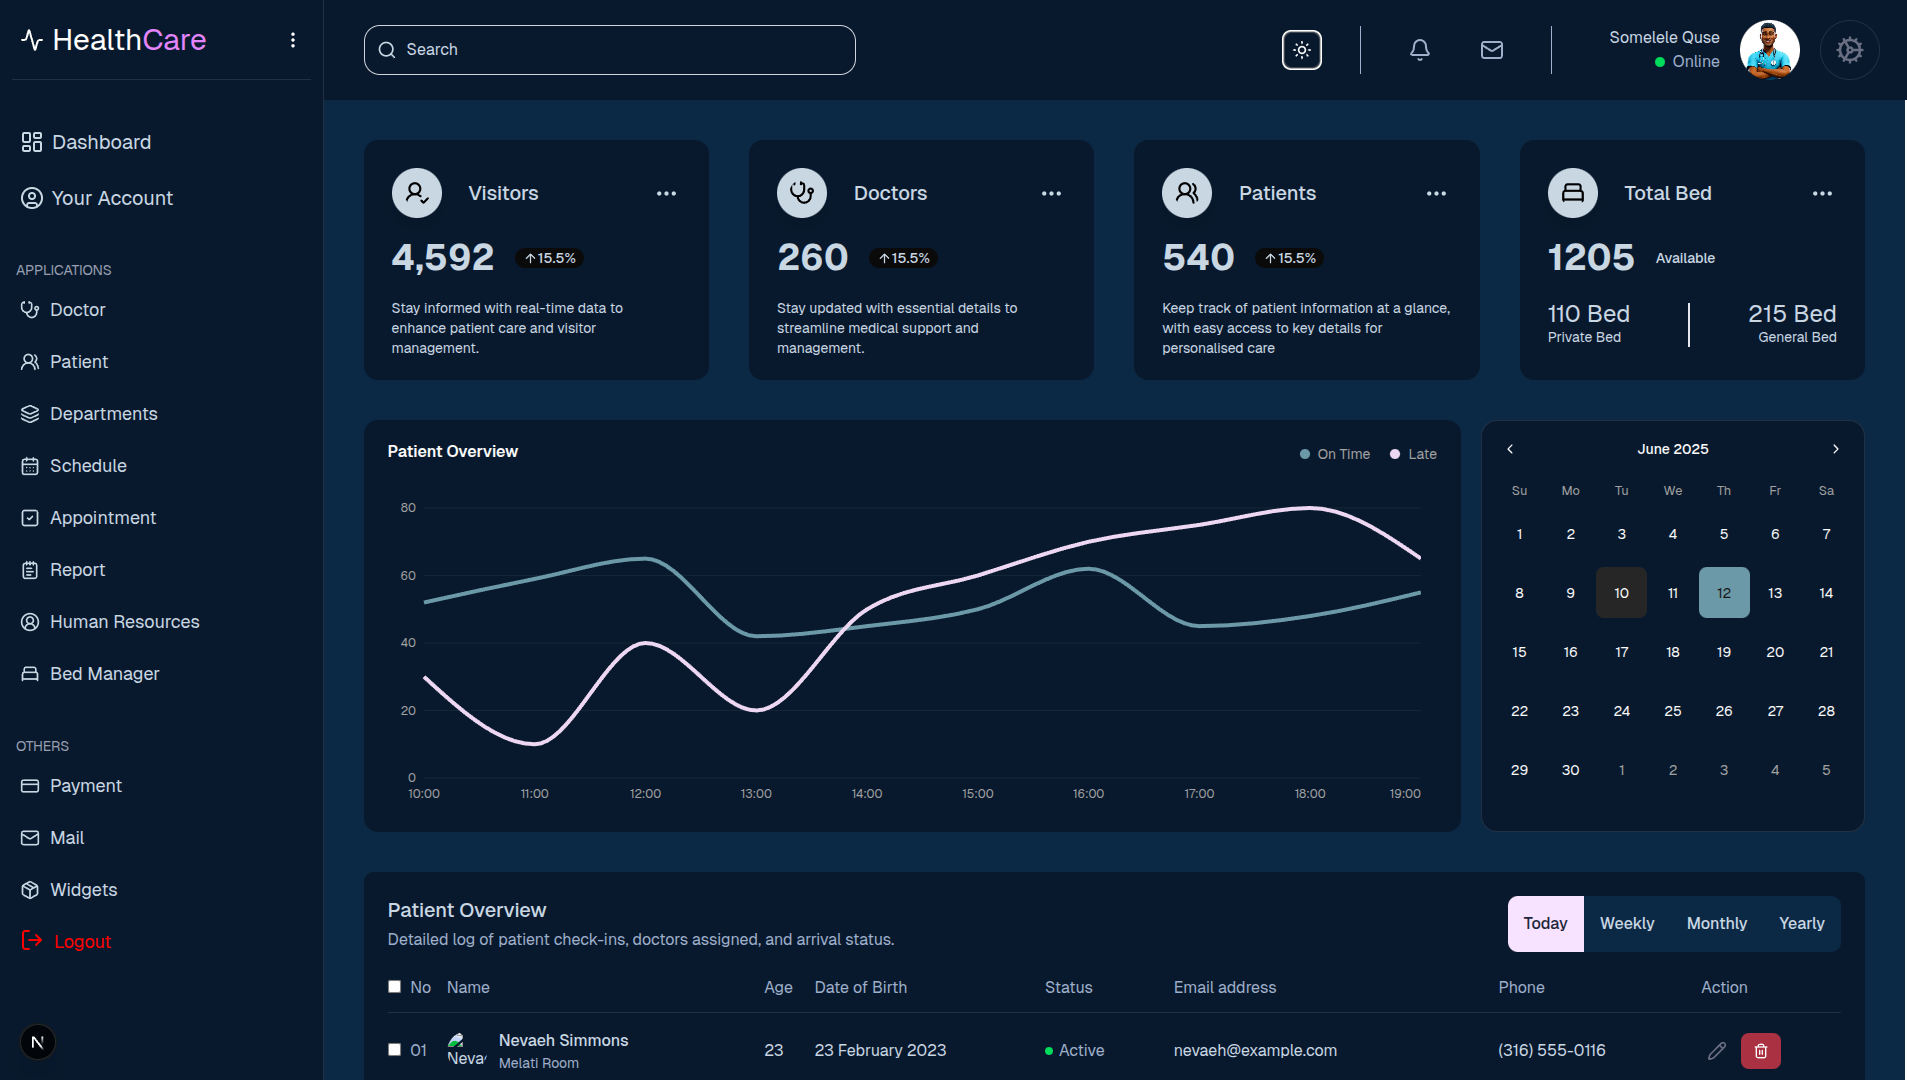 HealthCare
Dashboard
Your Account
APPLICATIONS
Doctor
Patient
Departments
Schedule
Appointment
Report
Human Resources
Bed Manager
OTHERS
Payment
Mail
Widgets
Logout
N
Search
Somelele Quse
Online
Visitors
4,592 ↑15.5%
Stay informed with real-time data to
enhance patient care and visitor
management.
Doctors
260 ↑15.5%
Stay updated with essential details to
streamline medical support and
management.
Patients
540 ↑15.5%
Keep track of patient information at a glance,
with easy access to key details for
personalised care
Total Bed
1205 Available
110 Bed 215 Bed
Private Bed General Bed
Patient Overview
On Time Late
80
60
40
20
0
10:00 11:00 12:00 13:00 14:00 15:00 16:00 17:00 18:00 19:00
June 2025
Su Mo Tu We Th Fr Sa
1 2 3 4 5 6 7
8 9 10 11 12 13 14
15 16 17 18 19 20 21
22 23 24 25 26 27 28
29 30 1 2 3 4 5
Patient Overview
Detailed log of patient check-ins, doctors assigned, and arrival status.
Today Weekly Monthly Yearly
No Name Age Date of Birth Status Email address Phone Action
01 Neva Nevaeh Simmons 23 23 February 2023 Active nevaeh@example.com (316) 555-0116
Melati Room